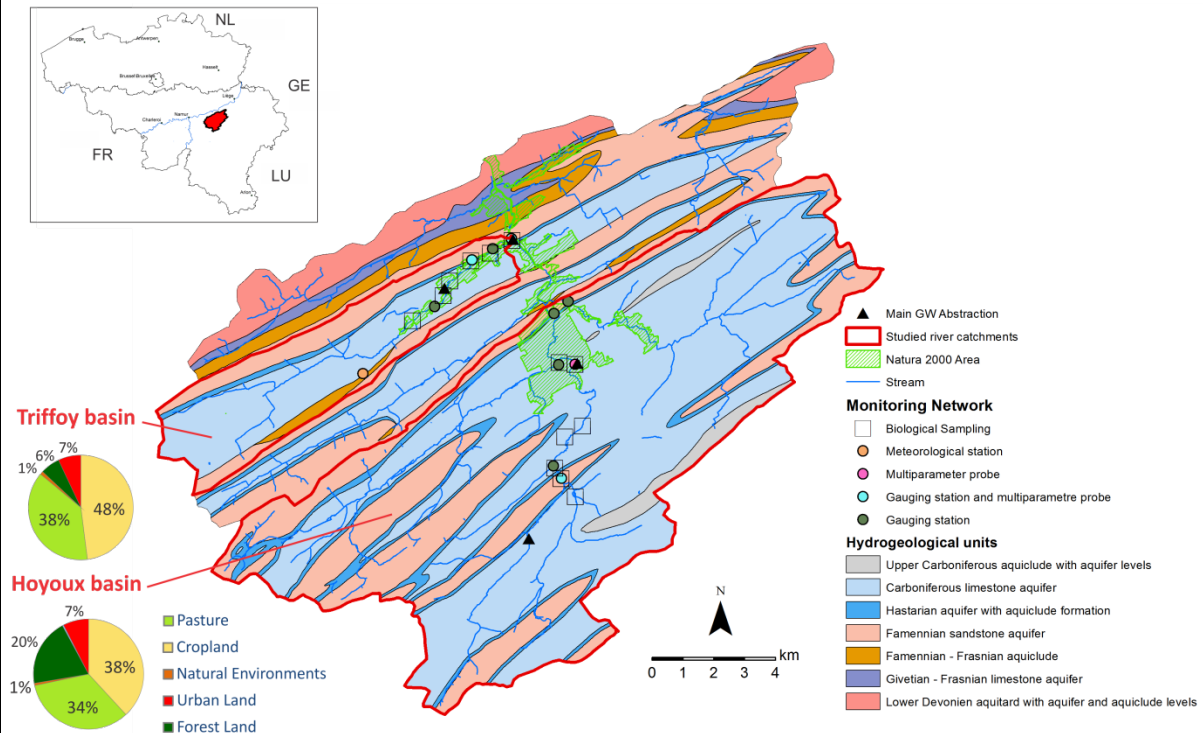 NL
Brugge
Antwerpen
Hasselt
Brussel/Bruxelles
GE
Liège
Charleroi
Namur
FR
LU
Arlon
Main GW Abstraction
Studied river catchments
Natura 2000 Area
Stream
Monitoring Network
Biological Sampling
Meteorological station
Multiparameter probe
Gauging station and multiparametre probe
Gauging station
Hydrogeological units
Upper Carboniferous aquiclude with aquifer levels
Carboniferous limestone aquifer
Hastarian aquifer with aquiclude formation
Famennian sandstone aquifer
Famennian - Frasnian aquiclude
Givetian - Frasnian limestone aquifer
Lower Devonien aquitard with aquifer and aquiclude levels
N
km
0 1 2 3 4
Triffoy basin
7%
6%
1%
48%
38%
Hoyoux basin
7%
20%
38%
1%
34%
Pasture
Cropland
Natural Environments
Urban Land
Forest Land